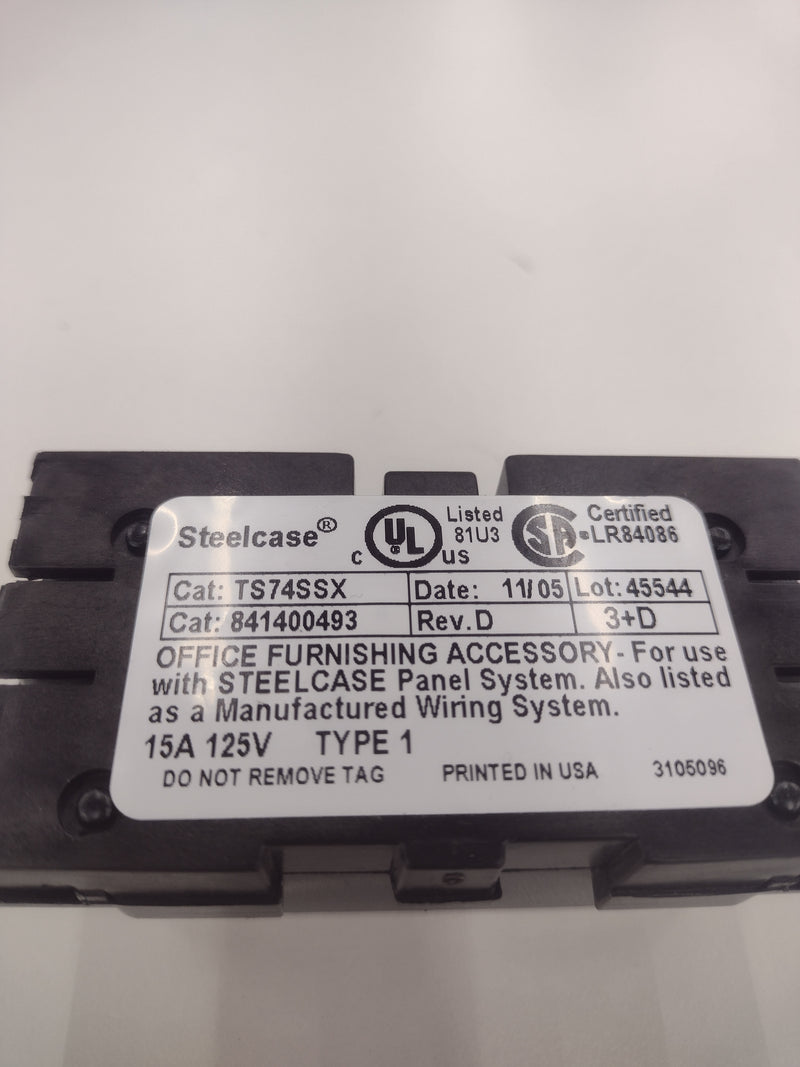 Steelcase® c UL us Listed 81U3 SA Certified LR84086
Cat: TS74SSX Date: 11/05 Lot: 45544
Cat: 841400493 Rev.D 3+D
OFFICE FURNISHING ACCESSORY - For use
with STEELCASE Panel System. Also listed
as a Manufactured Wiring System.
15A 125V TYPE 1
DO NOT REMOVE TAG PRINTED IN USA 3105096